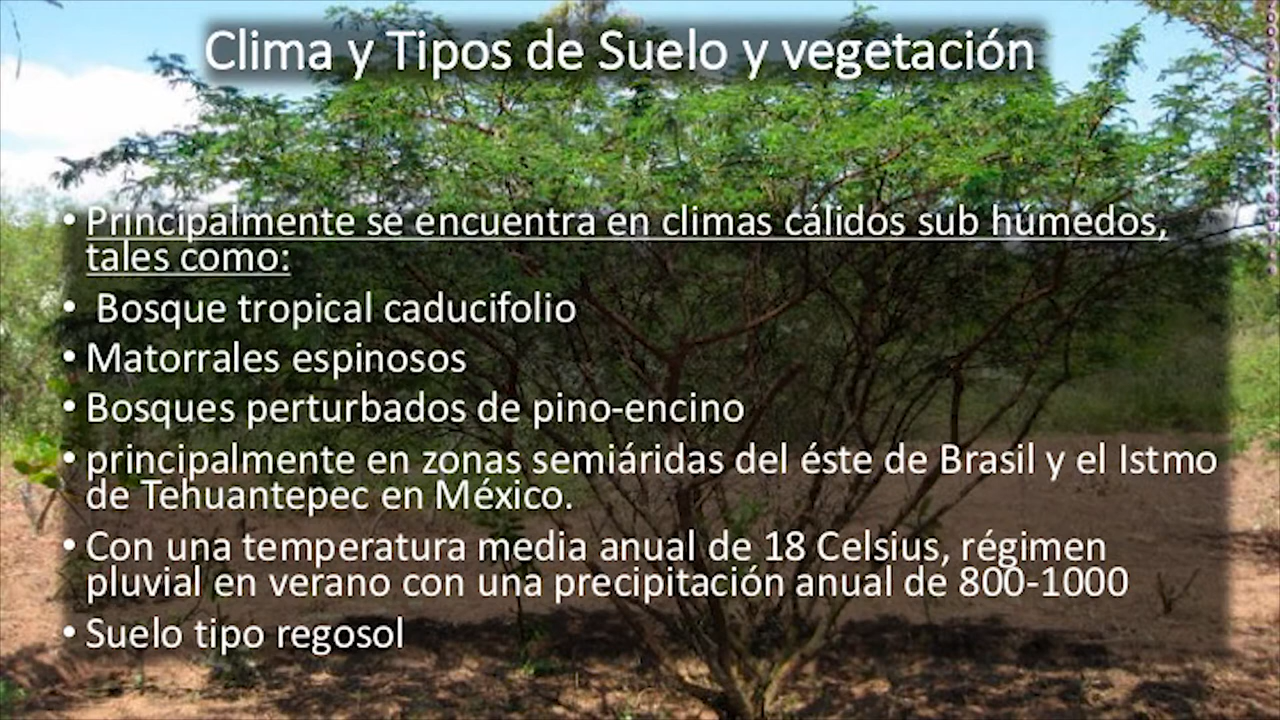 Clima y Tipos de Suelo y vegetación
• Principalmente se encuentra en climas cálidos sub húmedos,
tales como:
• Bosque tropical caducifolio
• Matorrales espinosos
• Bosques perturbados de pino-encino
• principalmente en zonas semiáridas del éste de Brasil y el Istmo
de Tehuantepec en México.
• Con una temperatura media anual de 18 Celsius, régimen
pluvial en verano con una precipitación anual de 800-1000
• Suelo tipo regosol